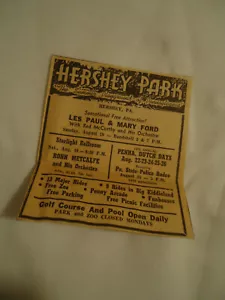 HERSHEY PARK
HERSHEY, PA.
Sensational Free Attraction!
LES PAUL & MARY FORD
With Red McCarthy and His Orchestra
Sunday, August
Starlight Ballroom
Sat., Aug.
RONN METCALFE
and His Orchestra
PENNA. DUTCH DAYS
Aug. 22-23-24-25-26
Pa. State Police Rodeo
• 18 Major Rides
• Free Zoo
• Free Parking
• 9 Rides in Big Kiddieland
• Penny Arcade
• Funhouse
• Free Picnic Facilities
Golf Course And Pool Open Daily
PARK and ZOO CLOSED MONDAYS